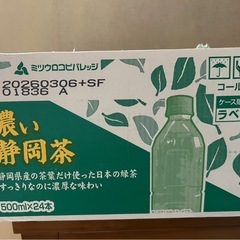 ミツウロコビバレッジ
20260306+SF
01536 A
濃い
静岡茶
静岡県産の茶葉だけ使った日本の緑茶
すっきりなのに濃厚な味わい
500ml×24本
コール
ケース
ラベ